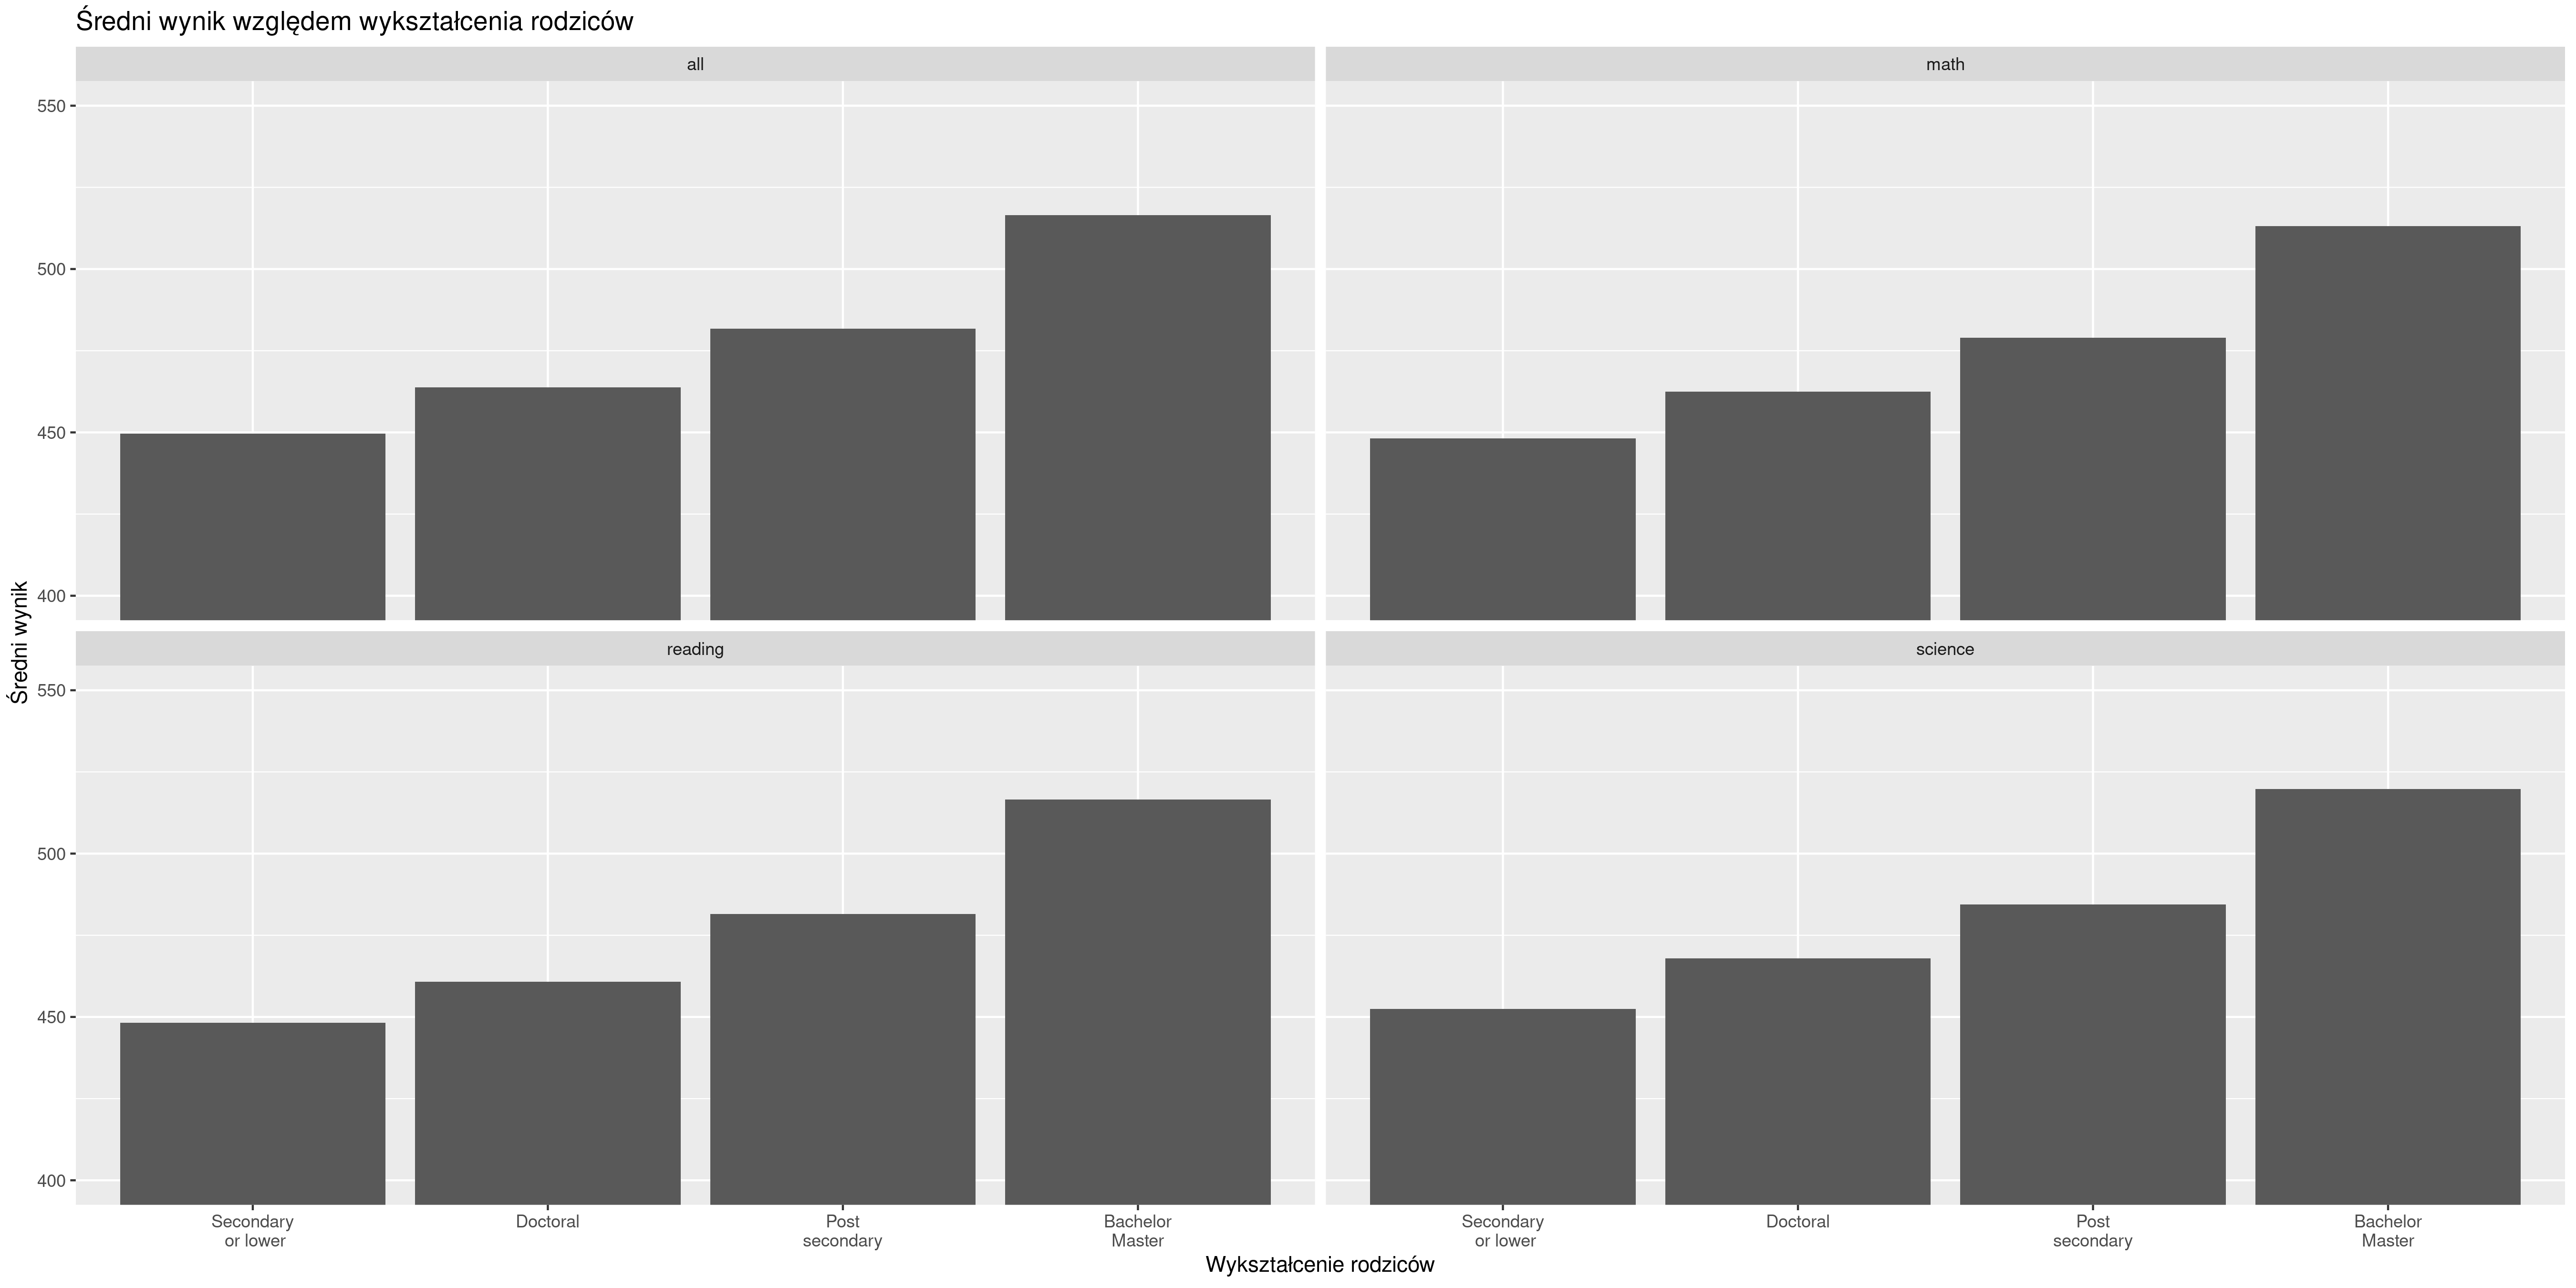 Średni wynik względem wykształcenia rodziców
all
math
550
500
450
400
Średni wynik
reading
science
550
500
450
400
Secondary
or lower
Doctoral
Post
secondary
Bachelor
Master
Secondary
or lower
Doctoral
Post
secondary
Bachelor
Master
Wykształcenie rodziców